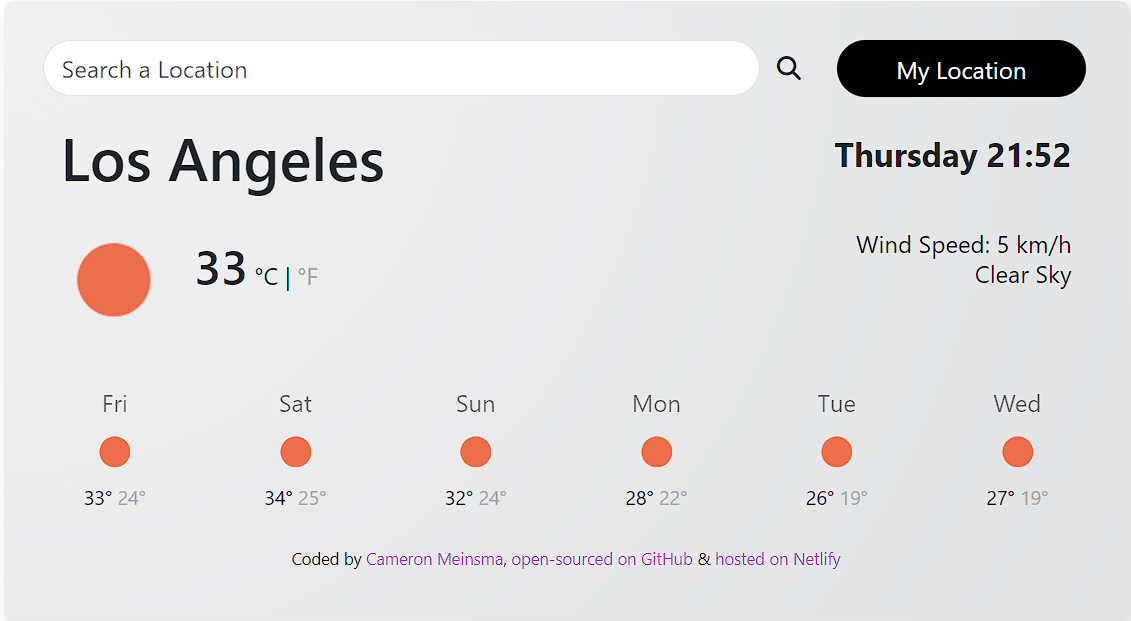 Search a Location
My Location
Los Angeles
Thursday 21:52
33 °C | °F
Wind Speed: 5 km/h
Clear Sky
Fri Sat Sun Mon Tue Wed
33° 24° 34° 25° 32° 24° 28° 22° 26° 19° 27° 19°
Coded by Cameron Meinsma, open-sourced on GitHub & hosted on Netlify